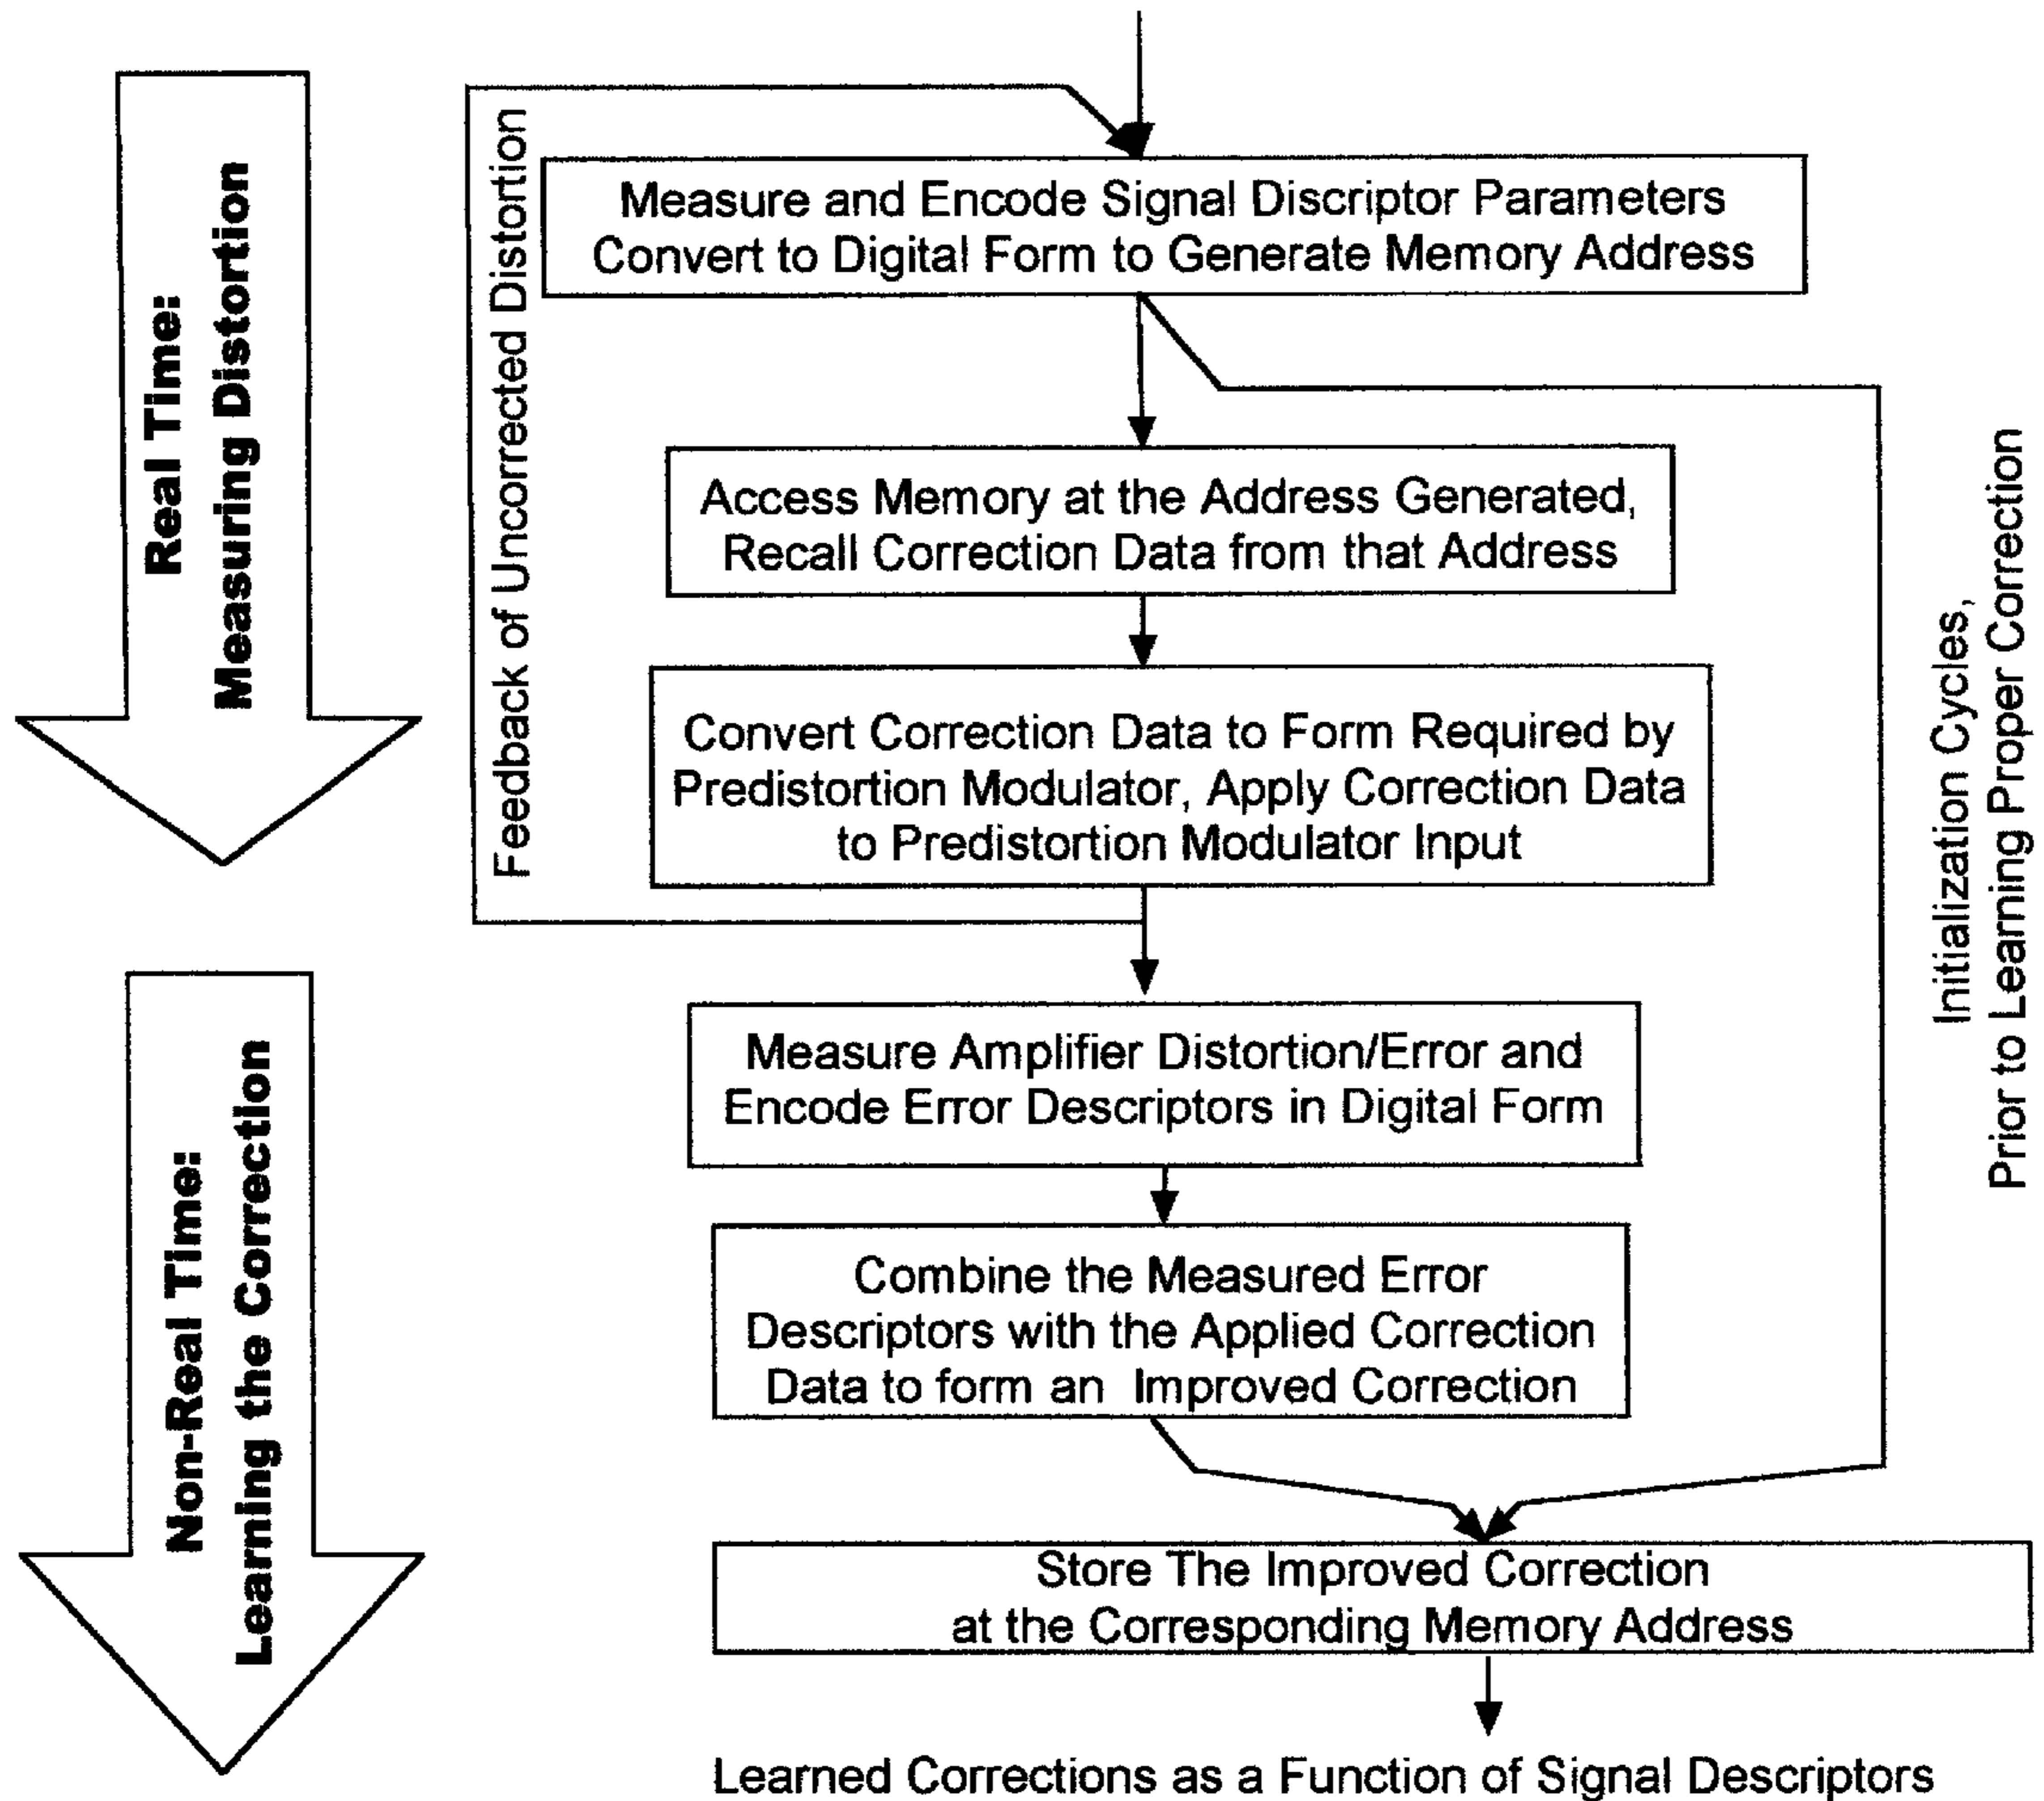 Real Time:
Measuring Distortion
Feedback of Uncorrected Distortion
Measure and Encode Signal Discriptor Parameters
Convert to Digital Form to Generate Memory Address
Access Memory at the Address Generated,
Recall Correction Data from that Address
Convert Correction Data to Form Required by
Predistortion Modulator, Apply Correction Data
to Predistortion Modulator Input
Initialization Cycles,
Prior to Learning Proper Correction
Non-Real Time:
Learning the Correction
Measure Amplifier Distortion/Error and
Encode Error Descriptors in Digital Form
Combine the Measured Error
Descriptors with the Applied Correction
Data to form an Improved Correction
Store The Improved Correction
at the Corresponding Memory Address
Learned Corrections as a Function of Signal Descriptors